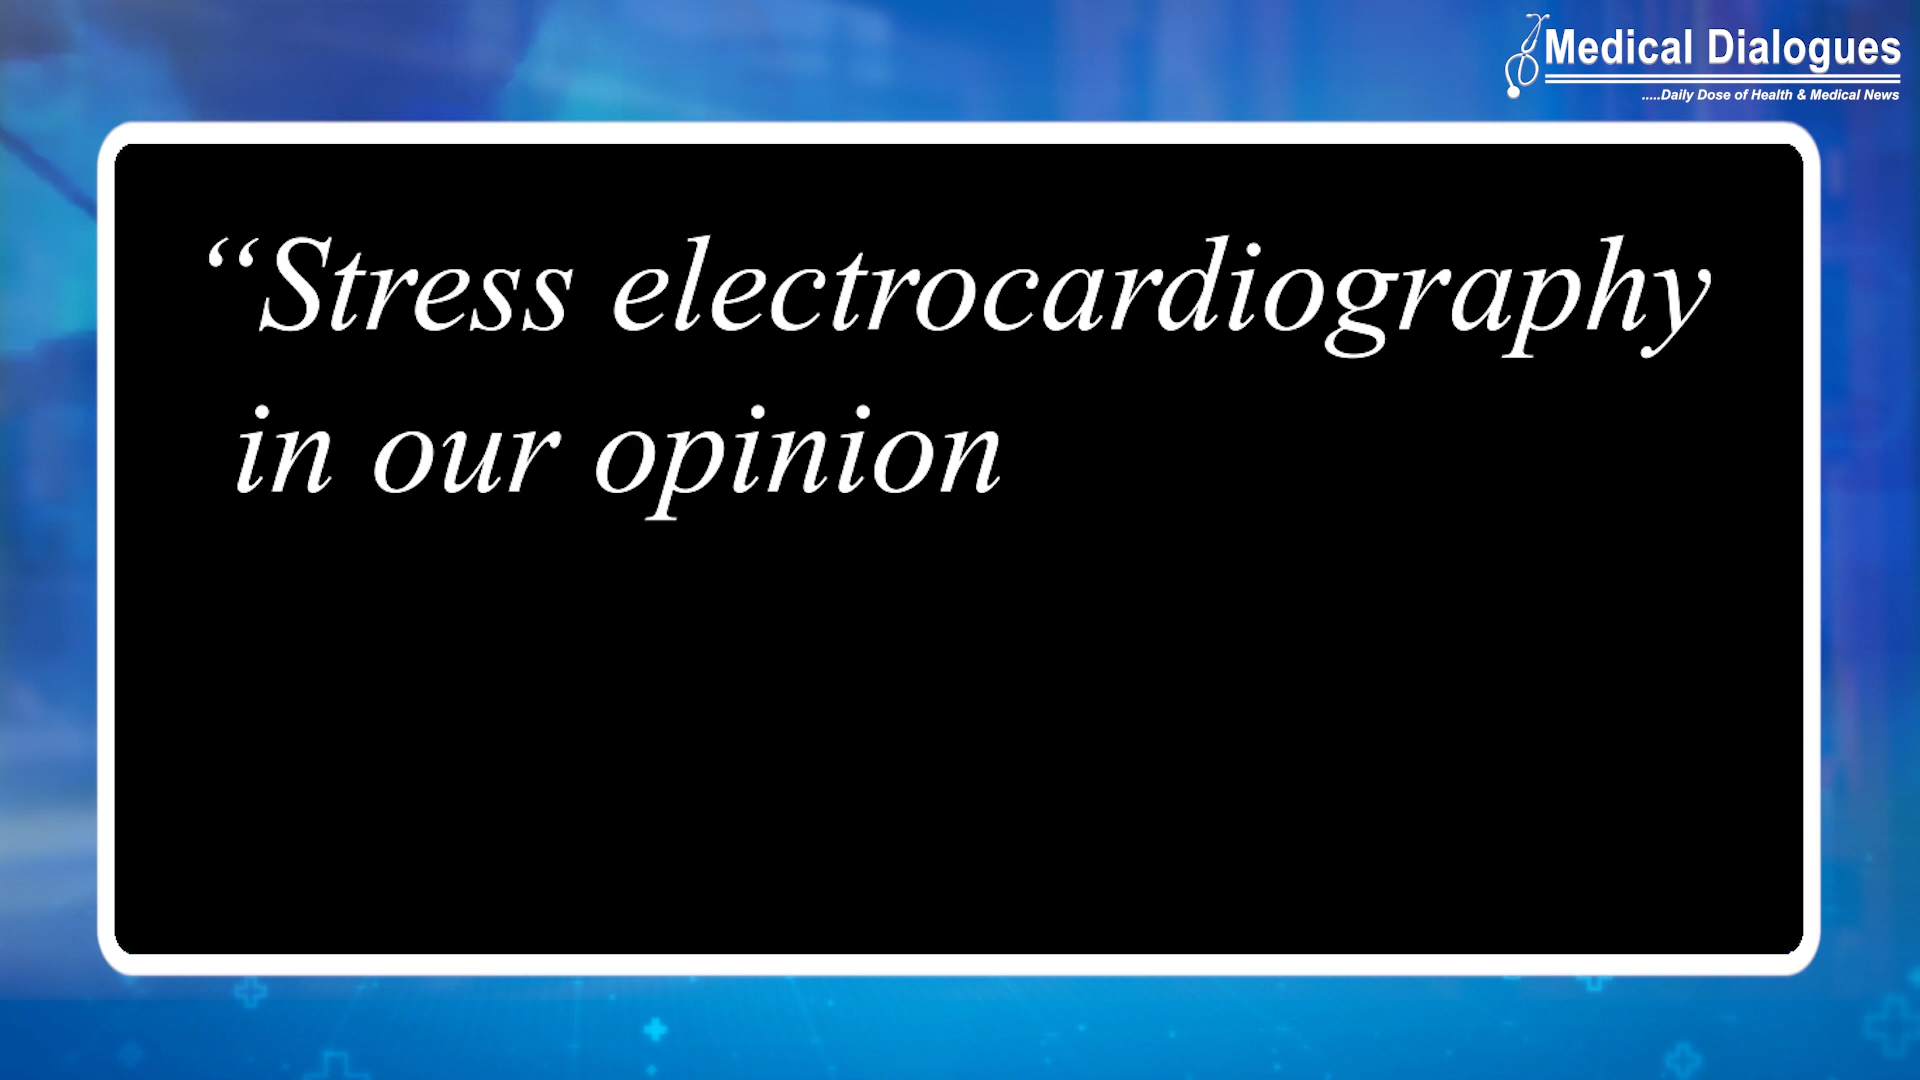 Medical Dialogues
.....Daily Dose of Health & Medical News
“Stress electrocardiography
in our opinion